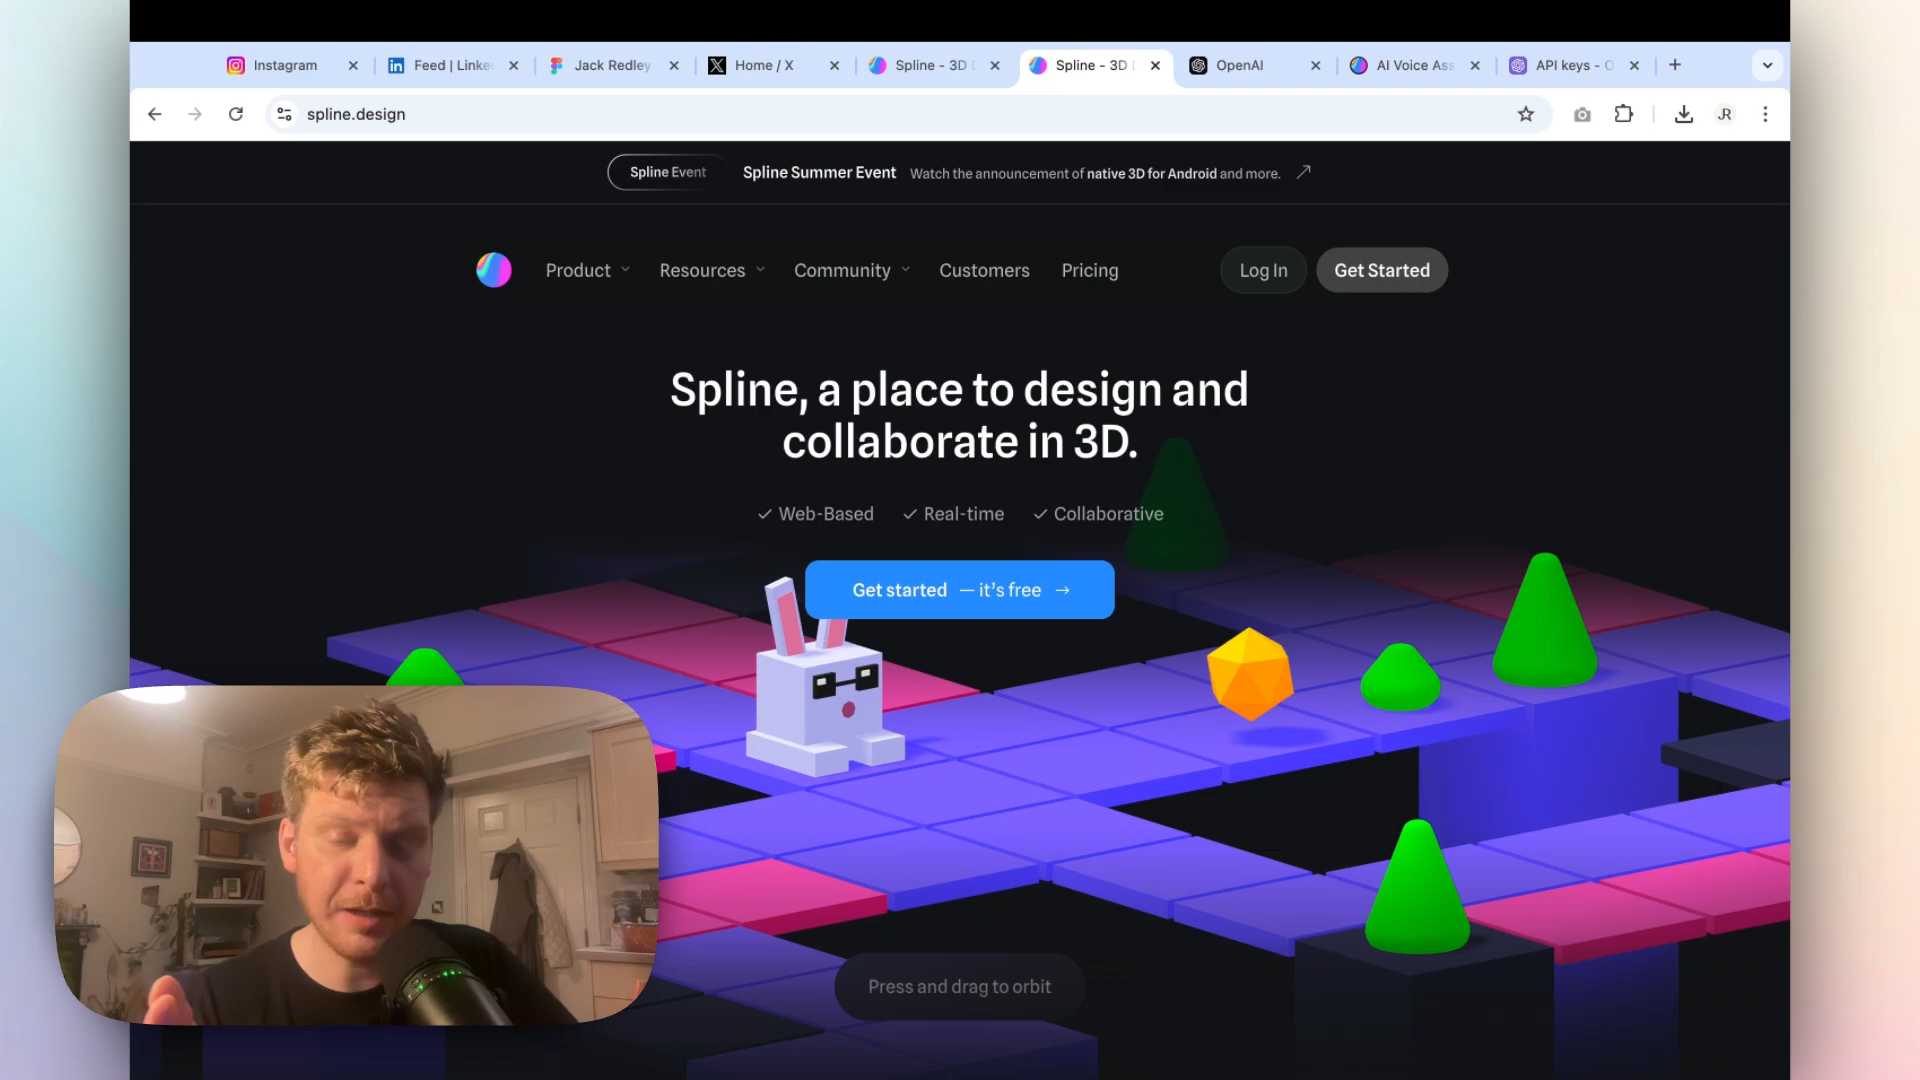 Instagram
Feed | Linke
Jack Redley
Home / X
Spline - 3D
Spline - 3D
OpenAI
AI Voice Ass
API keys - O
spline.design
JR
Spline Event
Spline Summer Event Watch the announcement of native 3D for Android and more.
Product
Resources
Community
Customers
Pricing
Log In
Get Started
Spline, a place to design and
collaborate in 3D.
Web-Based
Real-time
Collaborative
Get started — it's free →
Press and drag to orbit